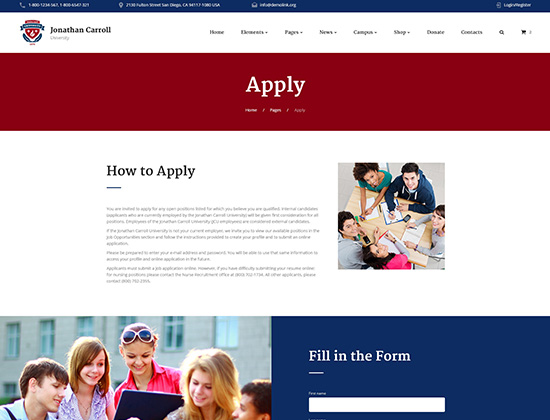 1-800-1234-567, 1-800-6547-321
2130 Fulton Street San Diego, CA 94117-1080 USA
info@demolink.org
Login/Register
Jonathan Carroll
University
Home Elements Pages News Campus Shop Donate Contacts 0
Apply
Home / Pages / Apply
How to Apply
You are invited to apply for any open positions listed for which you believe you are qualified. Internal candidates
(applicants who are currently employed by the Jonathan Carroll University) will be given first consideration for all
positions. Employees of the Jonathan Carroll University (JCU employees) are considered external candidates.
If the Jonathan Carroll University is not your current employer, we invite you to view our available positions in the
Job Opportunities section and follow the instructions provided to create your profile and to submit an online
application.
Please be prepared to enter your e-mail address and password. You will be able to use that same information to
access your profile and online application in the future.
Applicants must submit a job application online. However, if you have difficulty submitting your resume online
for nursing positions please contact the Nurse Recruitment office at (800) 722-1734. All other applicants, please
contact (800) 752-2305.
Fill in the Form
First name